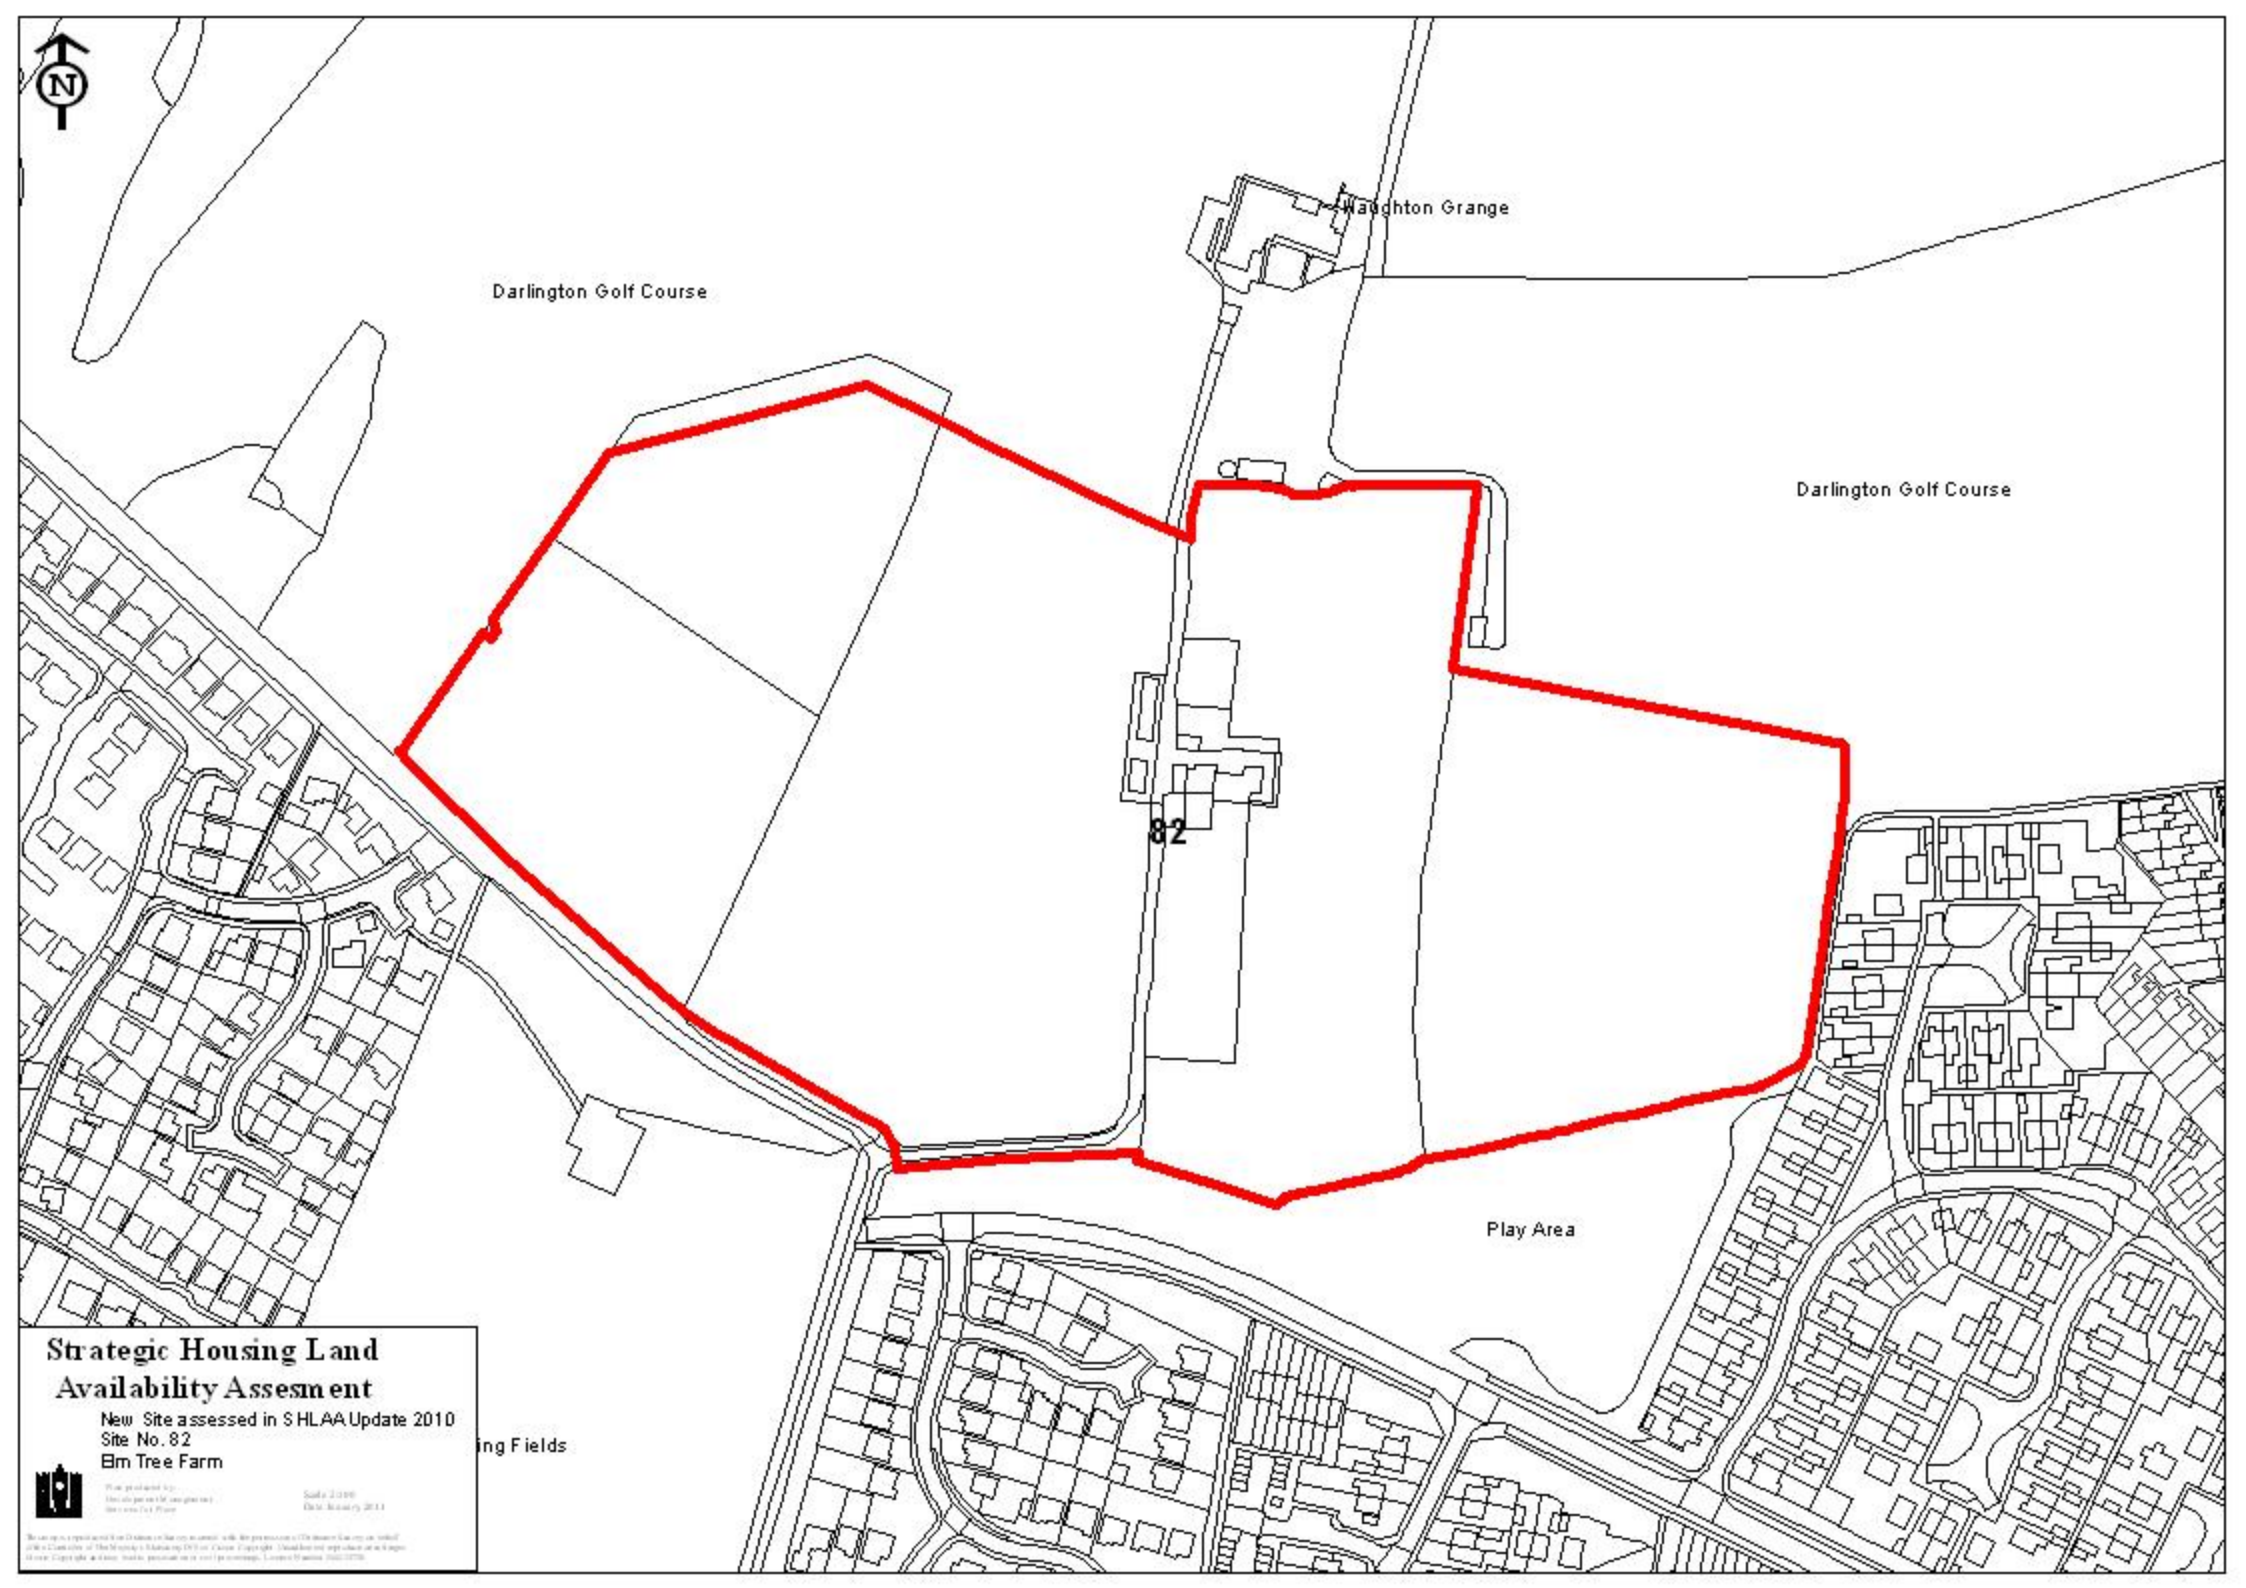 N
Haughton Grange
Darlington Golf Course
Darlington Golf Course
82
Play Area
ing Fields
Strategic Housing Land
Availability Assesment
New Site assessed in SHLAA Update 2010
Site No. 82
Elm Tree Farm